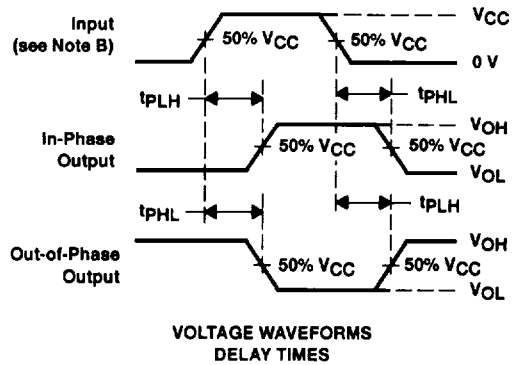 Input
(see Note B)
50% VCC
50% VCC
VCC
0 V
tPLH
tPHL
In-Phase
Output
50% VCC
50% VCC
VOH
VOL
tPHL
tPLH
Out-of-Phase
Output
50% VCC
50% VCC
VOH
VOL
VOLTAGE WAVEFORMS
DELAY TIMES